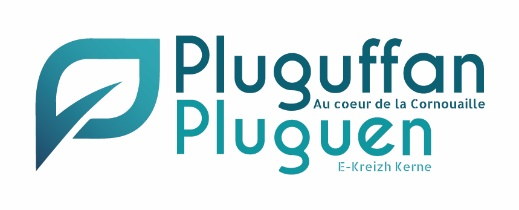 Pluguffan
Au coeur de la Cornouaille
Pluguen
E-Kreizh Kerne